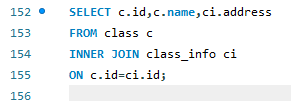 152 SELECT c.id,c.name,ci.address
153 FROM class c
154 INNER JOIN class_info ci
155 ON c.id=ci.id;
156